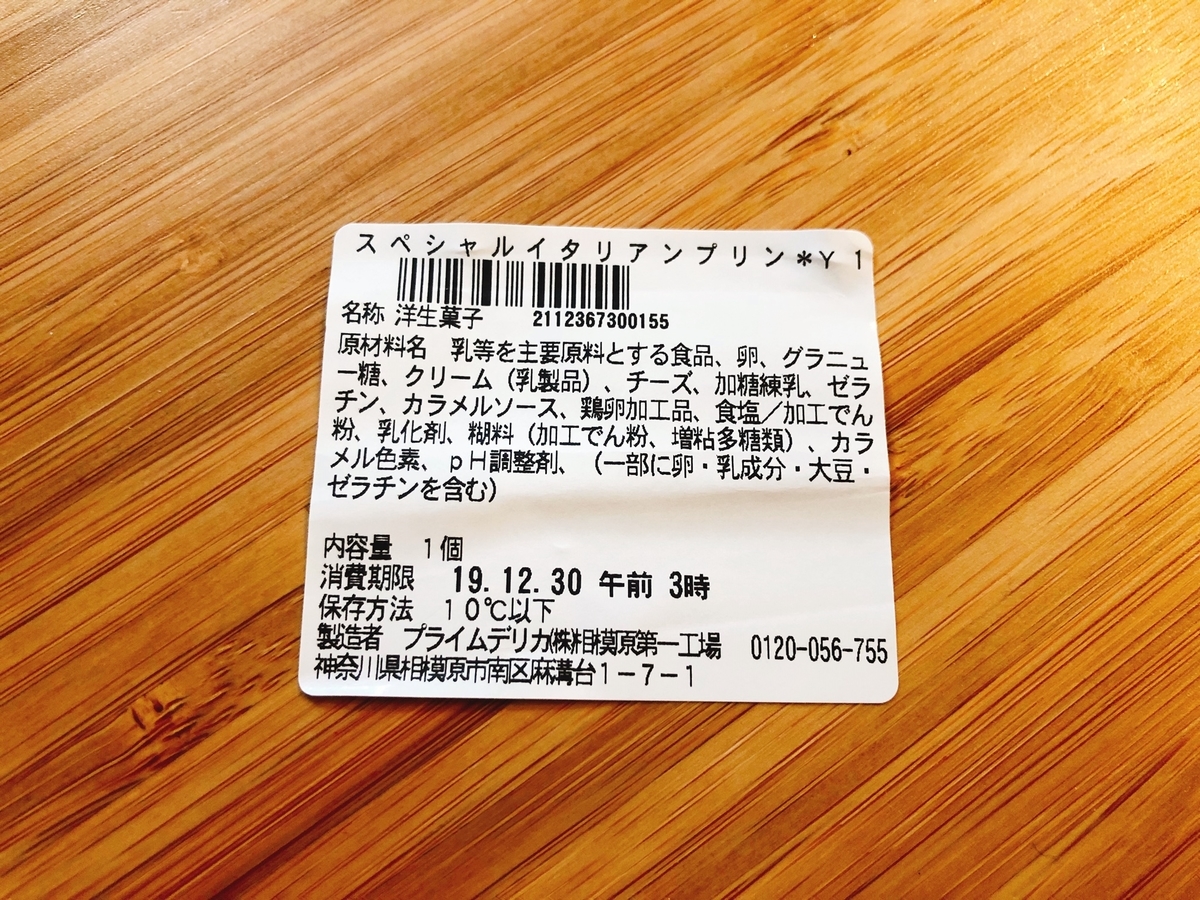 スペシャルイタリアンプリン*Y1
名称 洋生菓子 2112367300155
原材料名 乳等を主要原料とする食品、卵、グラニュ
ー糖、クリーム(乳製品)、チーズ、加糖練乳、ゼラ
チン、カラメルソース、鶏卵加工品、食塩/加工でん
粉、乳化剤、糊料(加工でん粉、増粘多糖類)、カラ
メル色素、pH調整剤、(一部に卵・乳成分・大豆・
ゼラチンを含む)
内容量 1個
消費期限 19.12.30 午前 3時
保存方法 10℃以下
製造者 プライムデリカ(株)相模原第一工場 0120-056-755
神奈川県相模原市南区麻溝台1-7-1